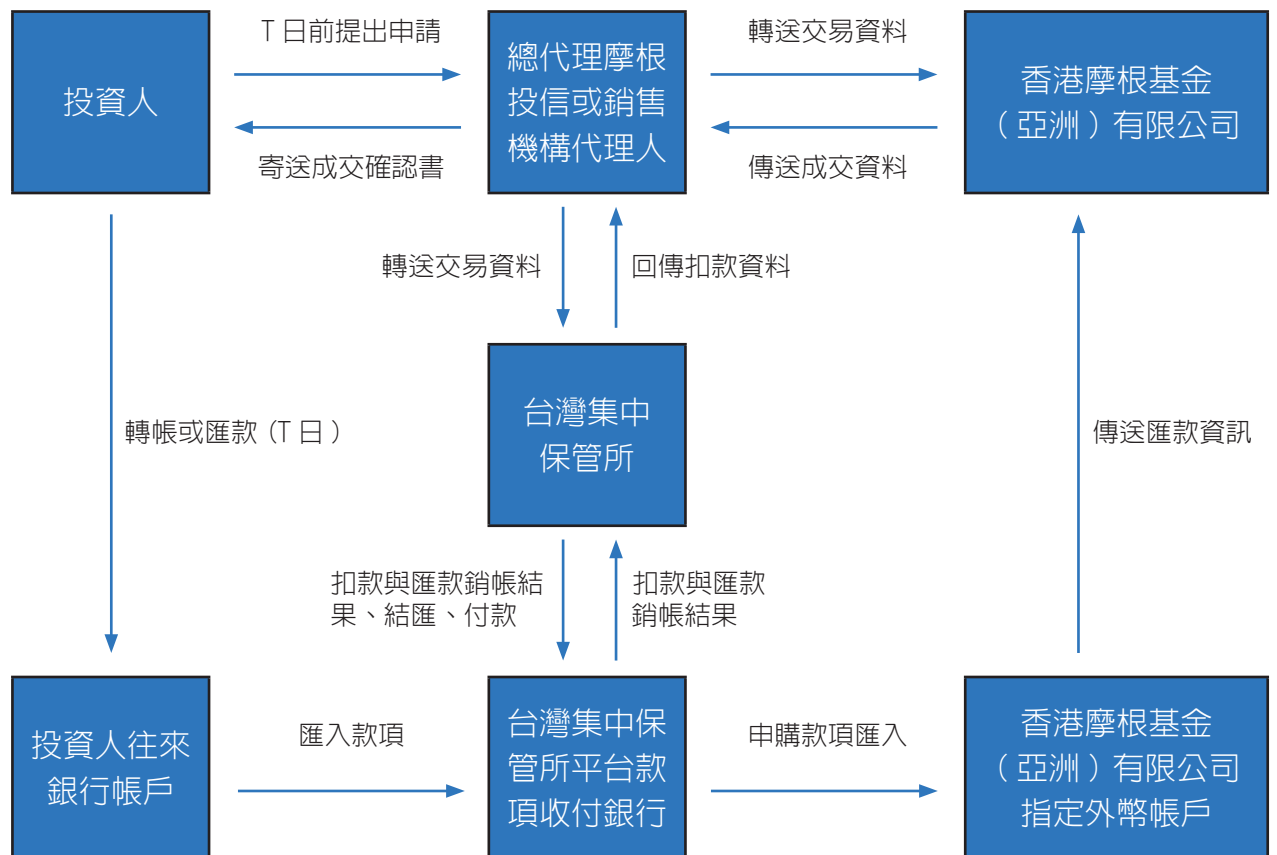 T 日前提出申請
轉送交易資料
投資人
總代理摩根
投信或銷售
機構代理人
香港摩根基金
（亞洲）有限公司
寄送成交確認書
傳送成交資料
轉送交易資料
回傳扣款資料
台灣集中
保管所
轉帳或匯款 (T 日 )
傳送匯款資訊
扣款與匯款銷帳結
果、結匯、付款
扣款與匯款
銷帳結果
投資人往來
銀行帳戶
匯入款項
台灣集中保
管所平台款
項收付銀行
申購款項匯入
香港摩根基金
（亞洲）有限公司
指定外幣帳戶